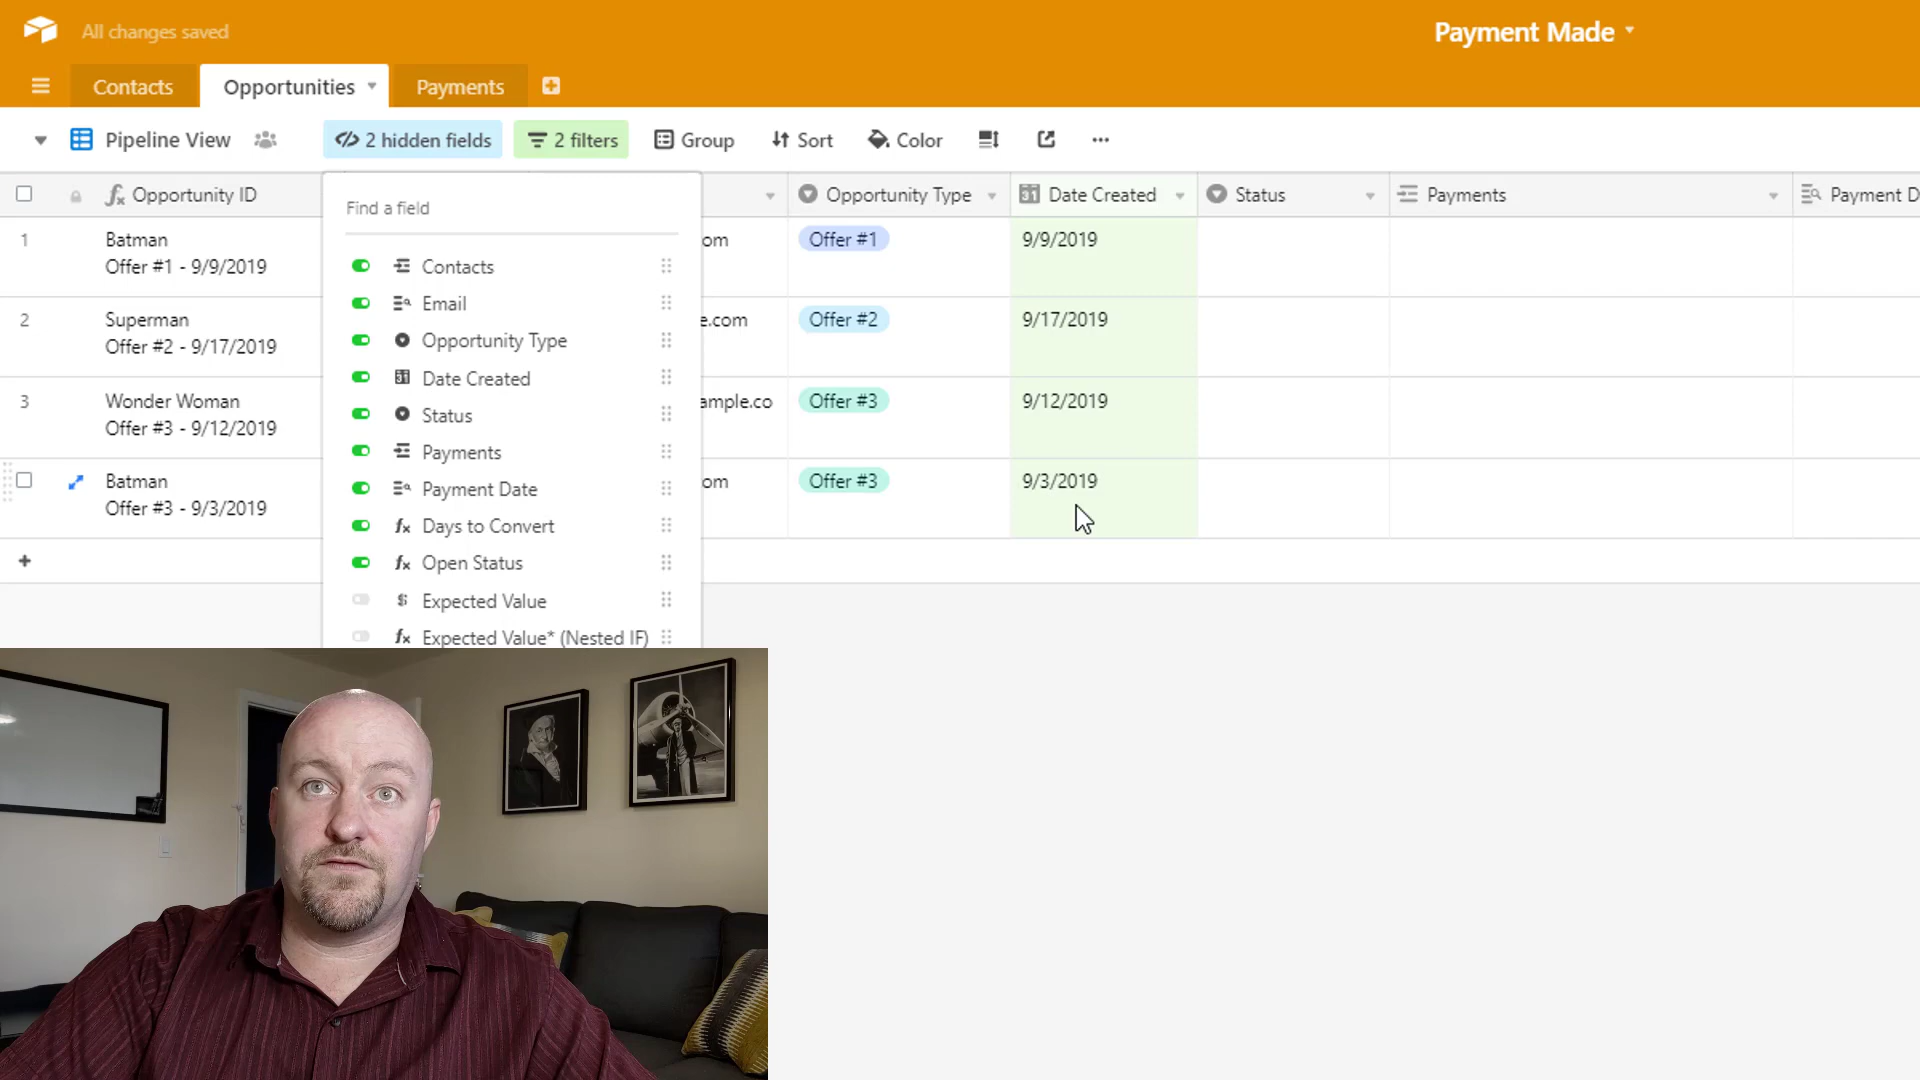 All changes saved
Payment Made
Contacts
Opportunities
Payments
Pipeline View
2 hidden fields
2 filters
Group
Sort
Color
Opportunity ID
Opportunity Type
31 Date Created
Status
Payments
Payment D
Find a field
Contacts
Email
Opportunity Type
31 Date Created
Status
Payments
Payment Date
fx Days to Convert
fx Open Status
$ Expected Value
fx Expected Value* (Nested IF)
1
Batman
Offer #1 - 9/9/2019
om
Offer #1
9/9/2019
2
Superman
Offer #2 - 9/17/2019
e.com
Offer #2
9/17/2019
3
Wonder Woman
Offer #3 - 9/12/2019
ample.co
Offer #3
9/12/2019
Batman
Offer #3 - 9/3/2019
om
Offer #3
9/3/2019